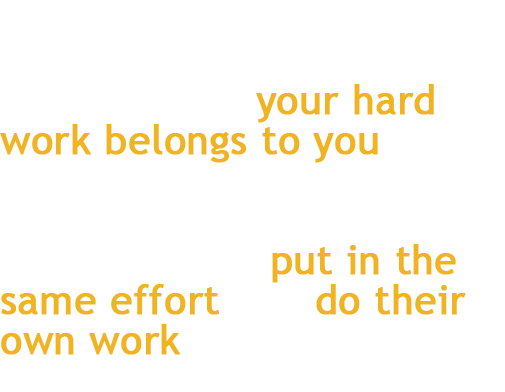 your hard
work belongs to you
put in the
same effort do their
own work